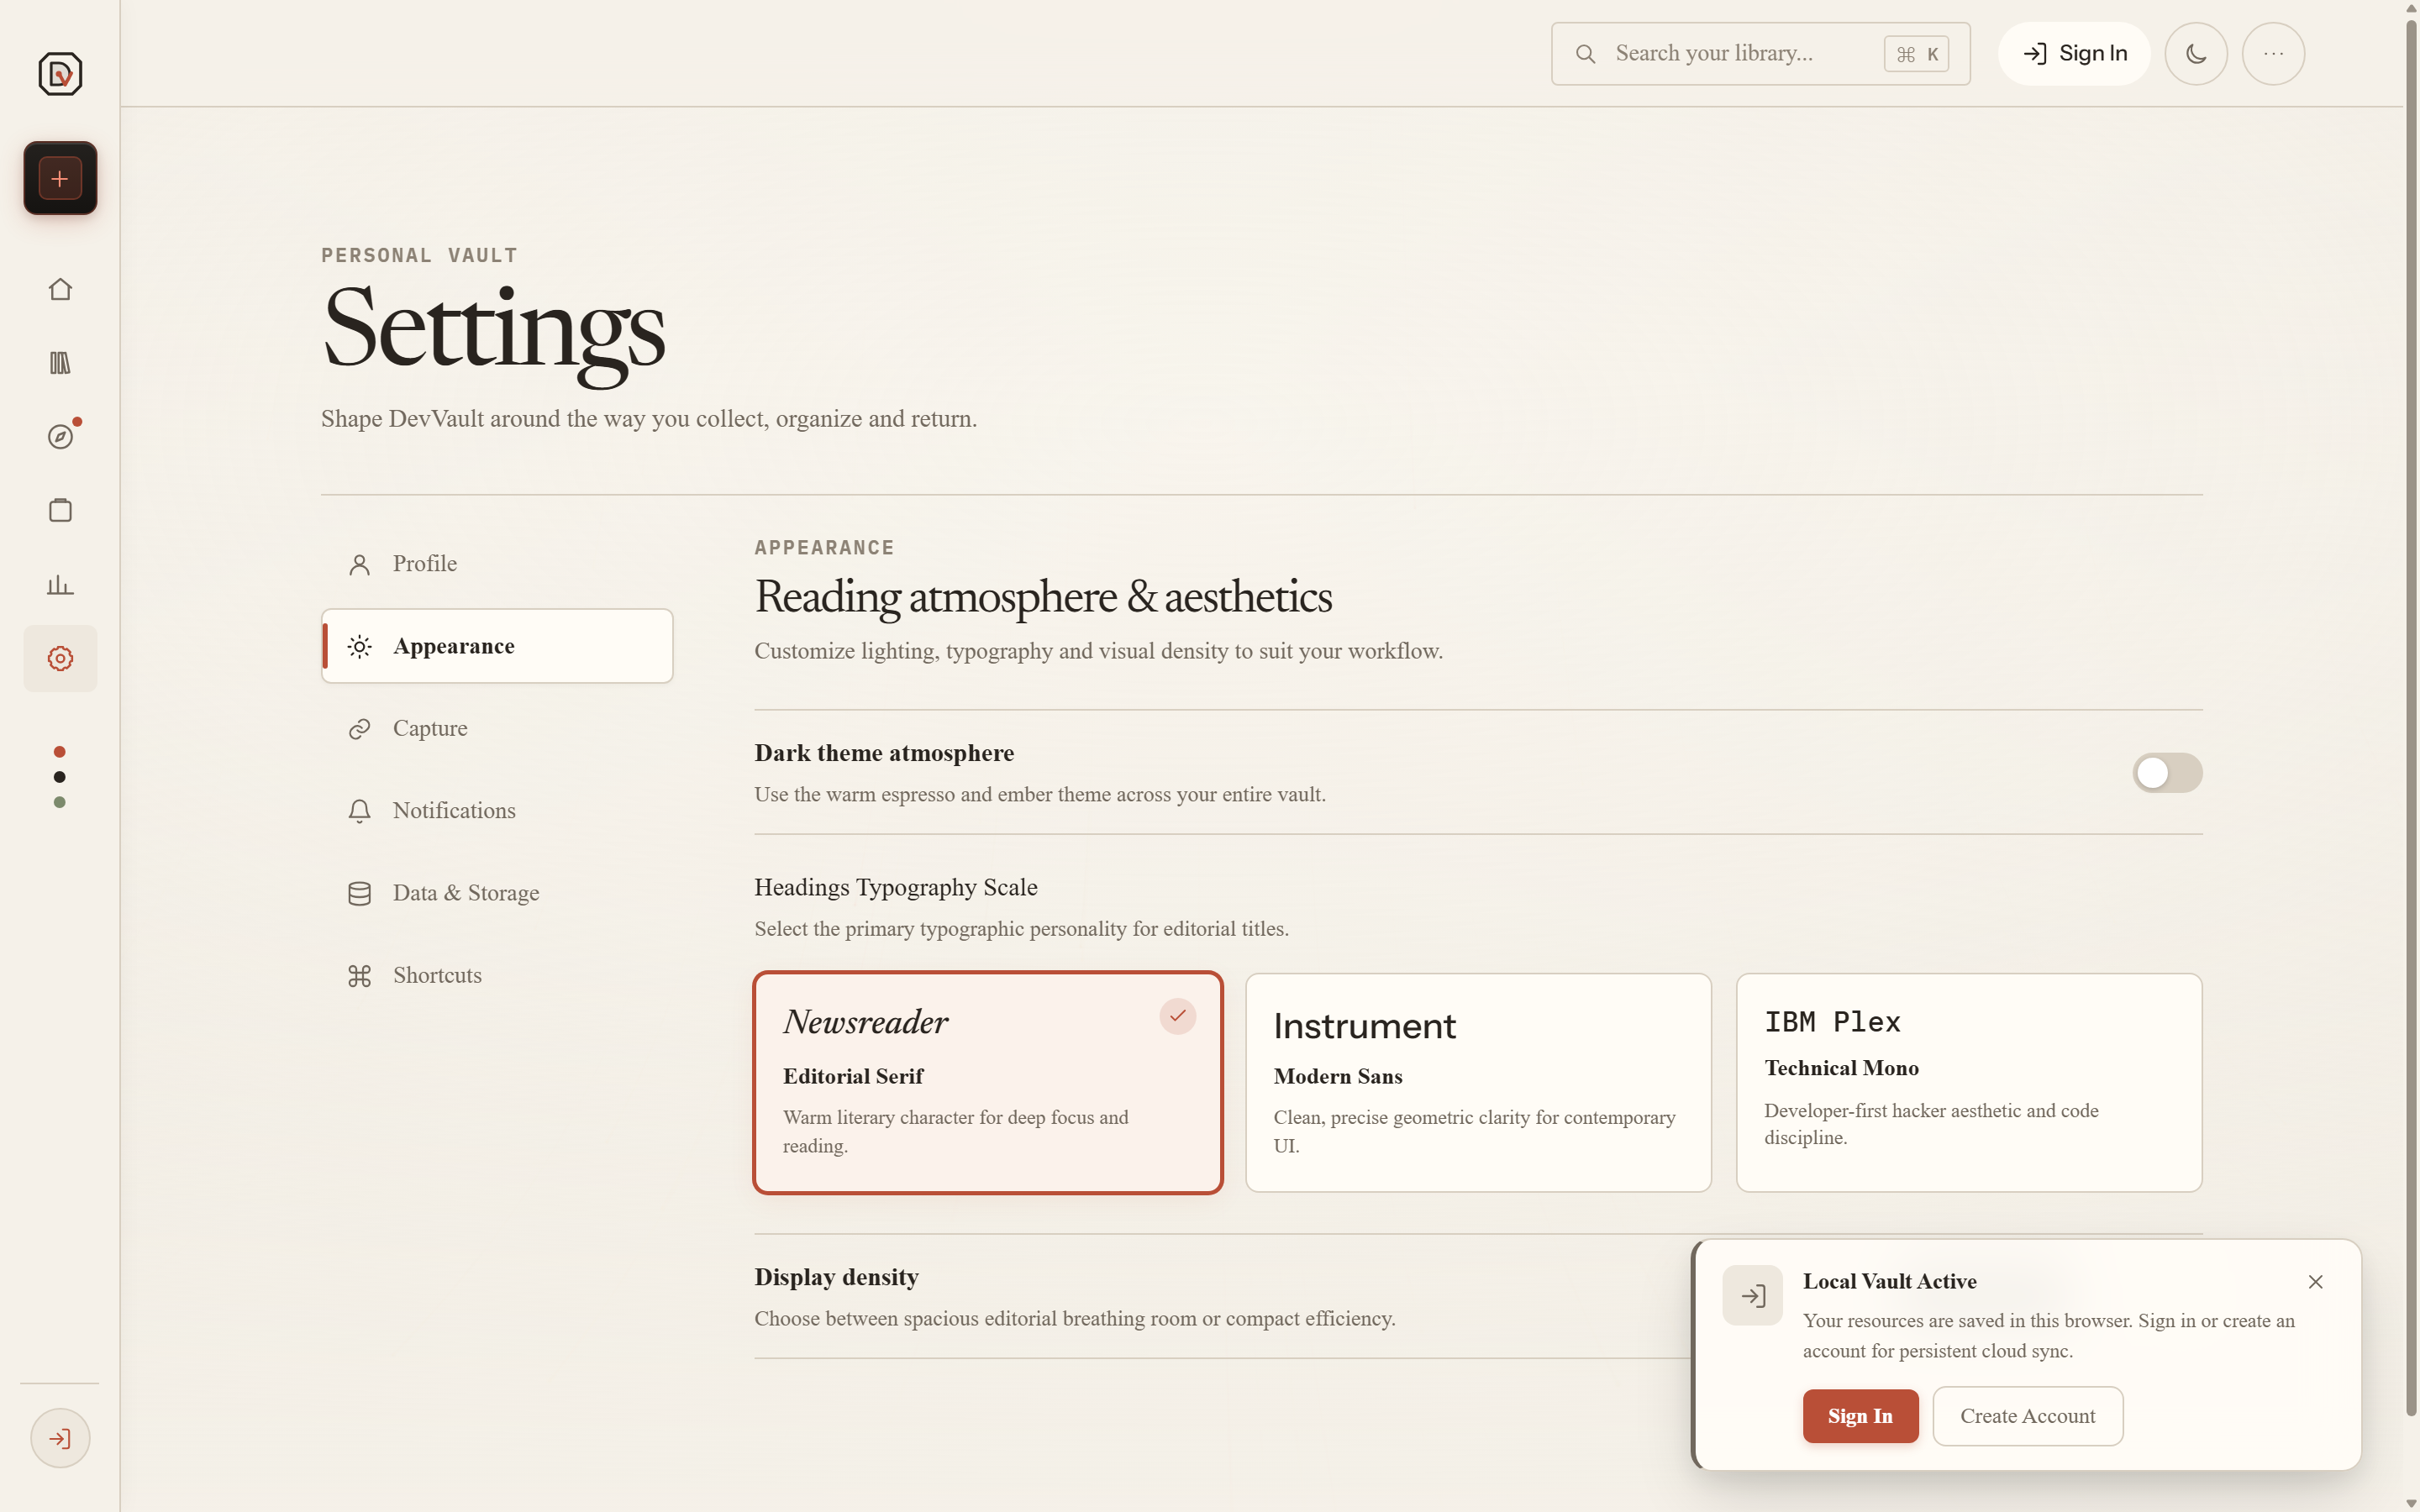 Search your library...
⌘ K
Sign In
PERSONAL VAULT
Settings
Shape DevVault around the way you collect, organize and return.
Profile
Appearance
Capture
Notifications
Data & Storage
Shortcuts
APPEARANCE
Reading atmosphere & aesthetics
Customize lighting, typography and visual density to suit your workflow.
Dark theme atmosphere
Use the warm espresso and ember theme across your entire vault.
Headings Typography Scale
Select the primary typographic personality for editorial titles.
Newsreader
Editorial Serif
Warm literary character for deep focus and
reading.
Instrument
Modern Sans
Clean, precise geometric clarity for contemporary
UI.
IBM Plex
Technical Mono
Developer-first hacker aesthetic and code
discipline.
Display density
Choose between spacious editorial breathing room or compact efficiency.
Local Vault Active
Your resources are saved in this browser. Sign in or create an
account for persistent cloud sync.
Sign In
Create Account